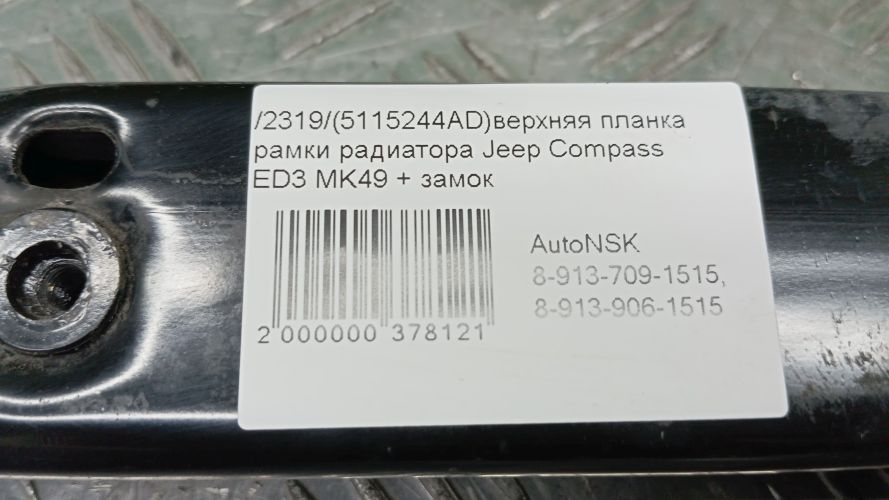 /2319/(5115244AD)верхняя планка
рамки радиатора Jeep Compass
ED3 MK49 + замок
AutoNSK
8-913-709-1515,
8-913-906-1515
2 000000 378121